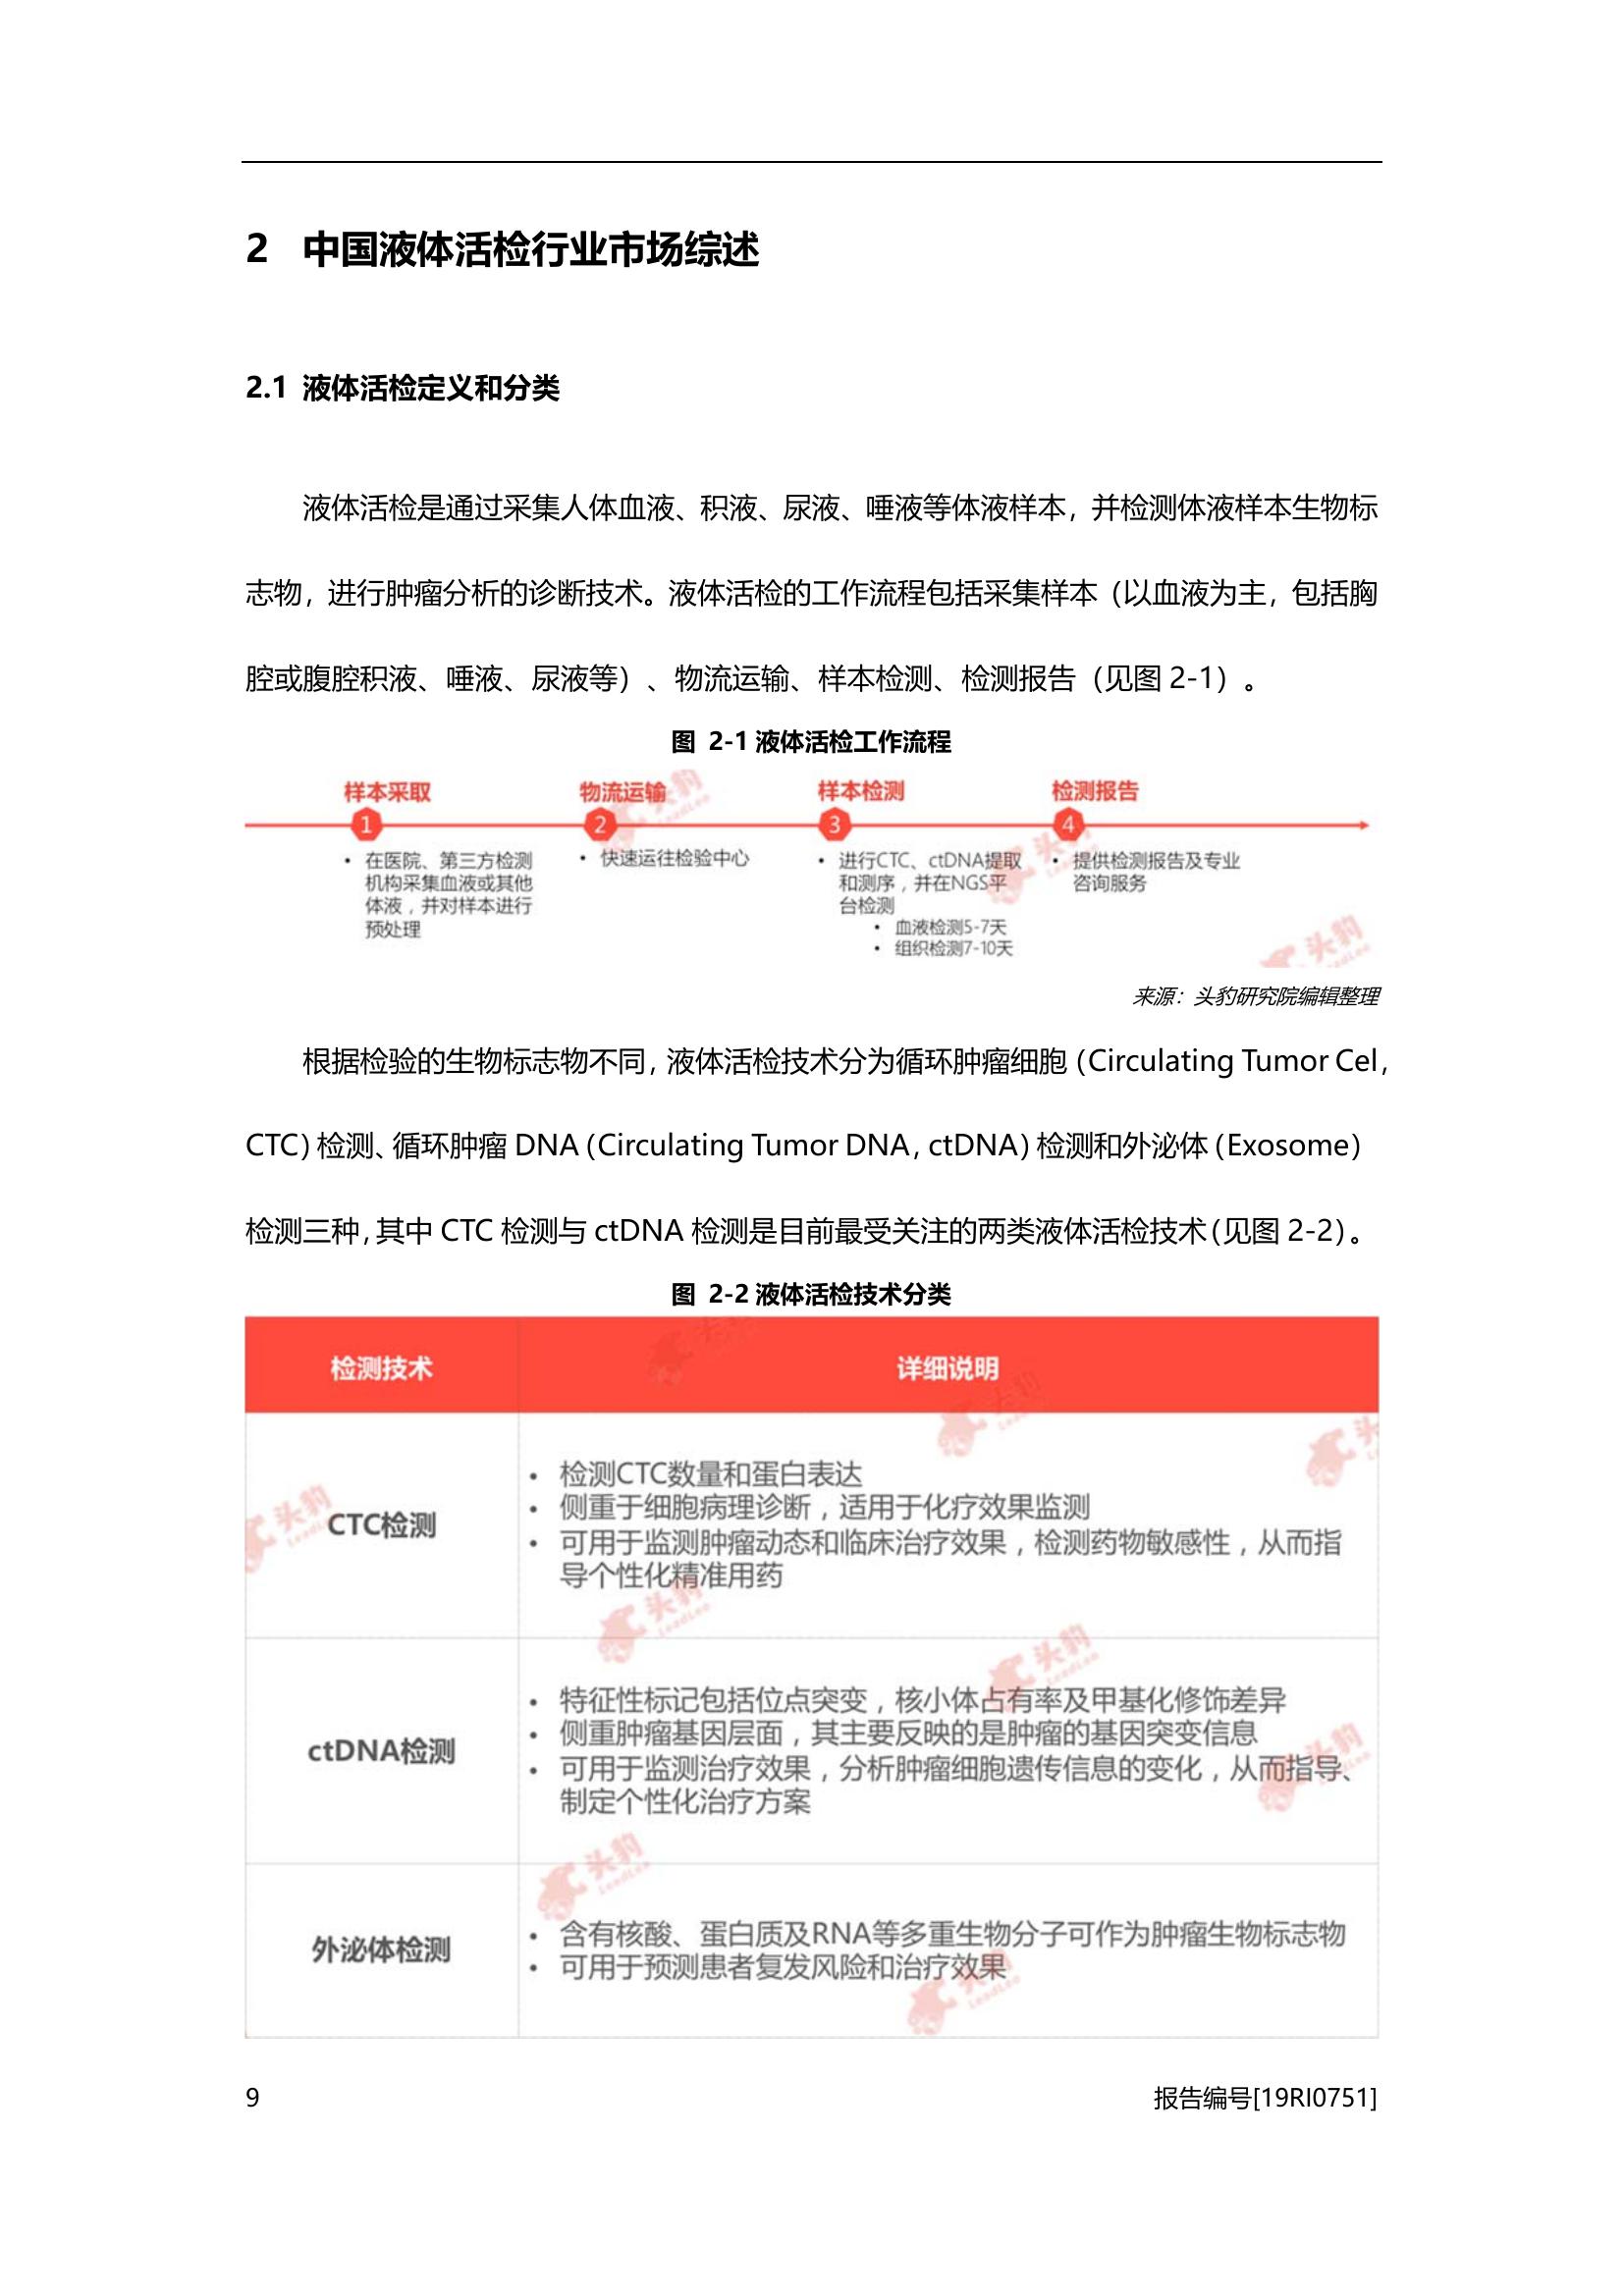 2 中国液体活检行业市场综述
2.1 液体活检定义和分类
液体活检是通过采集人体血液、积液、尿液、唾液等体液样本，并检测体液样本生物标
志物，进行肿瘤分析的诊断技术。液体活检的工作流程包括采集样本（以血液为主，包括胸
腔或腹腔积液、唾液、尿液等）、物流运输、样本检测、检测报告（见图 2-1）。
图 2-1 液体活检工作流程
样本采取
1
• 在医院、第三方检测
机构采集血液或其他
体液，并对样本进行
预处理
物流运输
2
• 快速运往检验中心
样本检测
3
• 进行CTC、ctDNA提取
和测序，并在NGS平
台检测
• 血液检测5-7天
• 组织检测7-10天
检测报告
4
• 提供检测报告及专业
咨询服务
头豹
LeadLeo
来源：头豹研究院编辑整理
根据检验的生物标志物不同，液体活检技术分为循环肿瘤细胞（Circulating Tumor Cel，
CTC）检测、循环肿瘤 DNA（Circulating Tumor DNA，ctDNA）检测和外泌体（Exosome）
检测三种，其中 CTC 检测与 ctDNA 检测是目前最受关注的两类液体活检技术（见图 2-2）。
图 2-2 液体活检技术分类
检测技术
详细说明
CTC检测
• 检测CTC数量和蛋白表达
• 侧重于细胞病理诊断，适用于化疗效果监测
• 可用于监测肿瘤动态和临床治疗效果，检测药物敏感性，从而指
导个性化精准用药
ctDNA检测
• 特征性标记包括位点突变，核小体占有率及甲基化修饰差异
• 侧重肿瘤基因层面，其主要反映的是肿瘤的基因突变信息
• 可用于监测治疗效果，分析肿瘤细胞遗传信息的变化，从而指导、
制定个性化治疗方案
外泌体检测
• 含有核酸、蛋白质及RNA等多重生物分子可作为肿瘤生物标志物
• 可用于预测患者复发风险和治疗效果
9
报告编号[19RI0751]